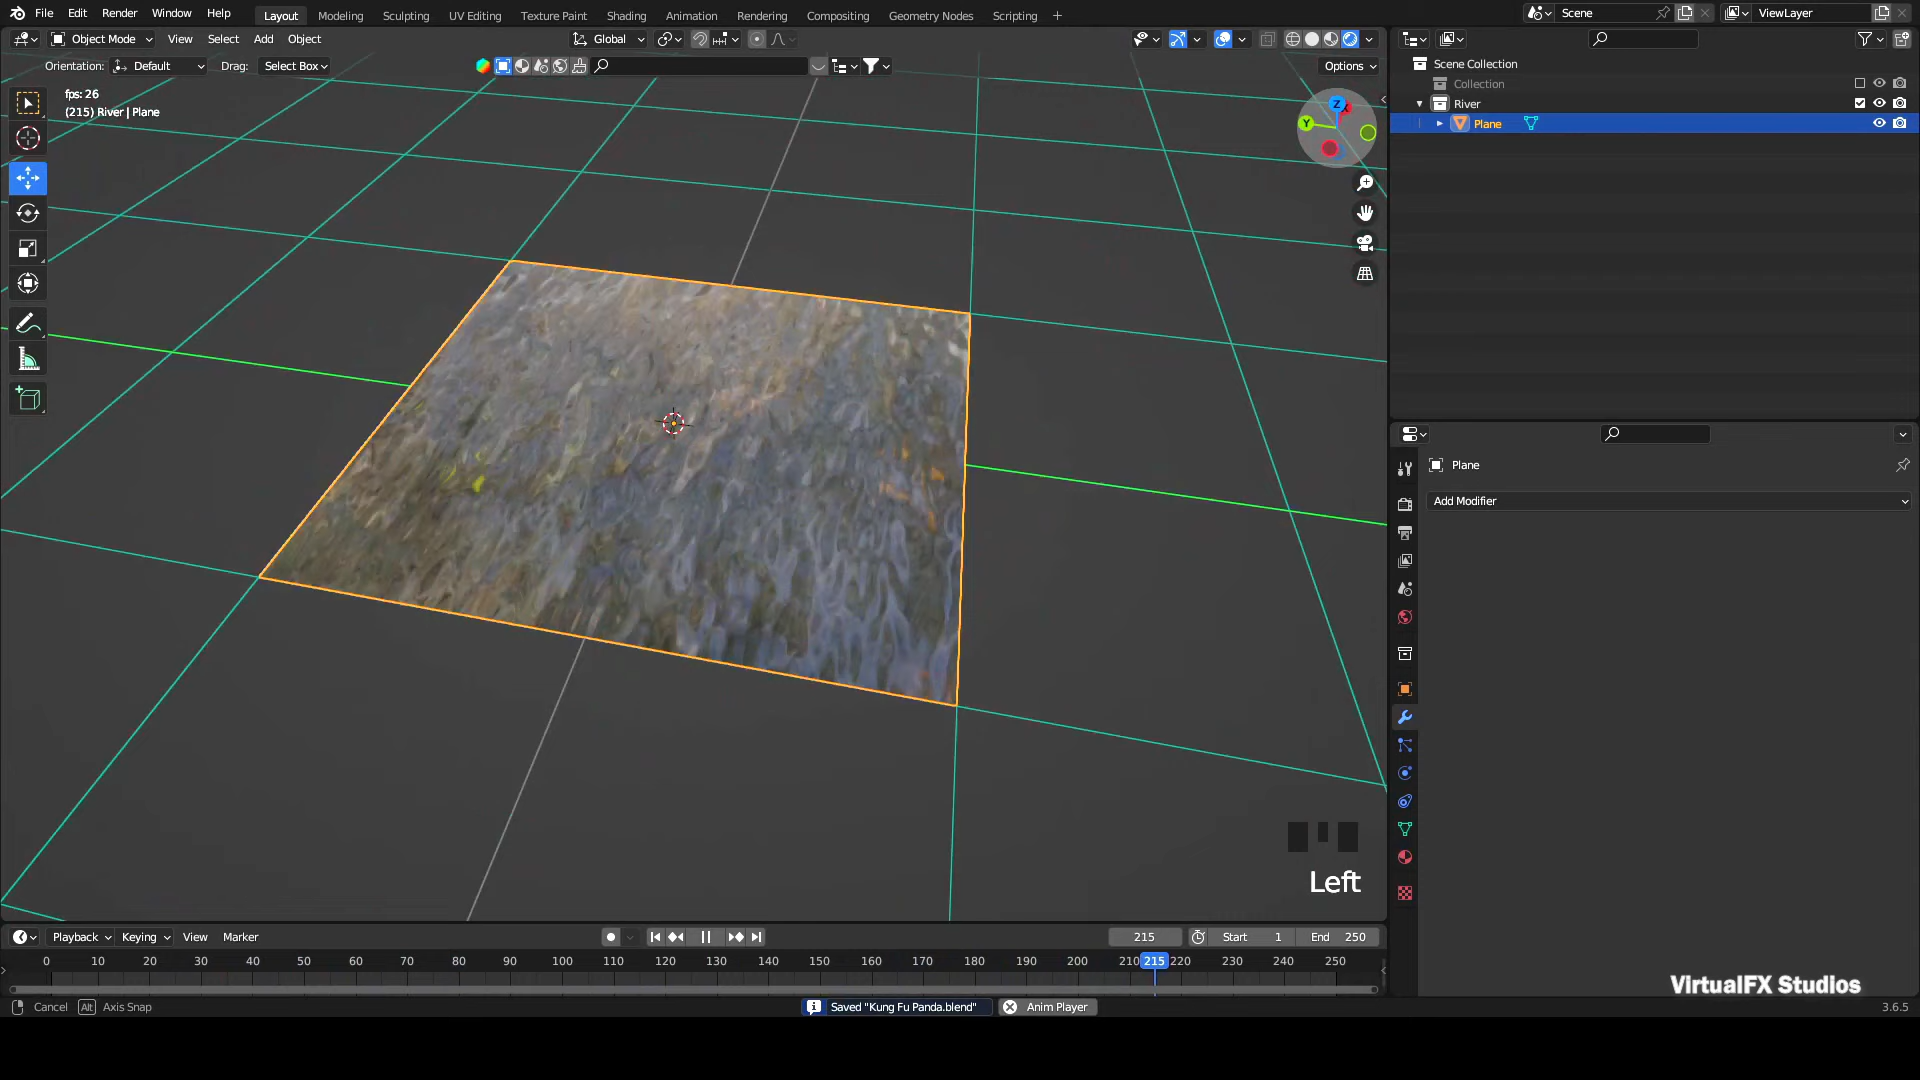 File Edit Render Window Help Layout Modeling Sculpting UV Editing Texture Paint Shading Animation Rendering Compositing Geometry Nodes Scripting + Scene ViewLayer
Object Mode View Select Add Object Global
Orientation: Default Drag: Select Box Options
fps: 26
(215) River | Plane
Z
X
Y
Scene Collection
Collection
River
Plane
Plane
Add Modifier
Left
Playback Keying View Marker 215 Start 1 End 250
0 10 20 30 40 50 60 70 80 90 100 110 120 130 140 150 160 170 180 190 200 210 215 220 230 240 250
VirtualFX Studios
Cancel Alt Axis Snap Saved "Kung Fu Panda.blend" Anim Player 3.6.5